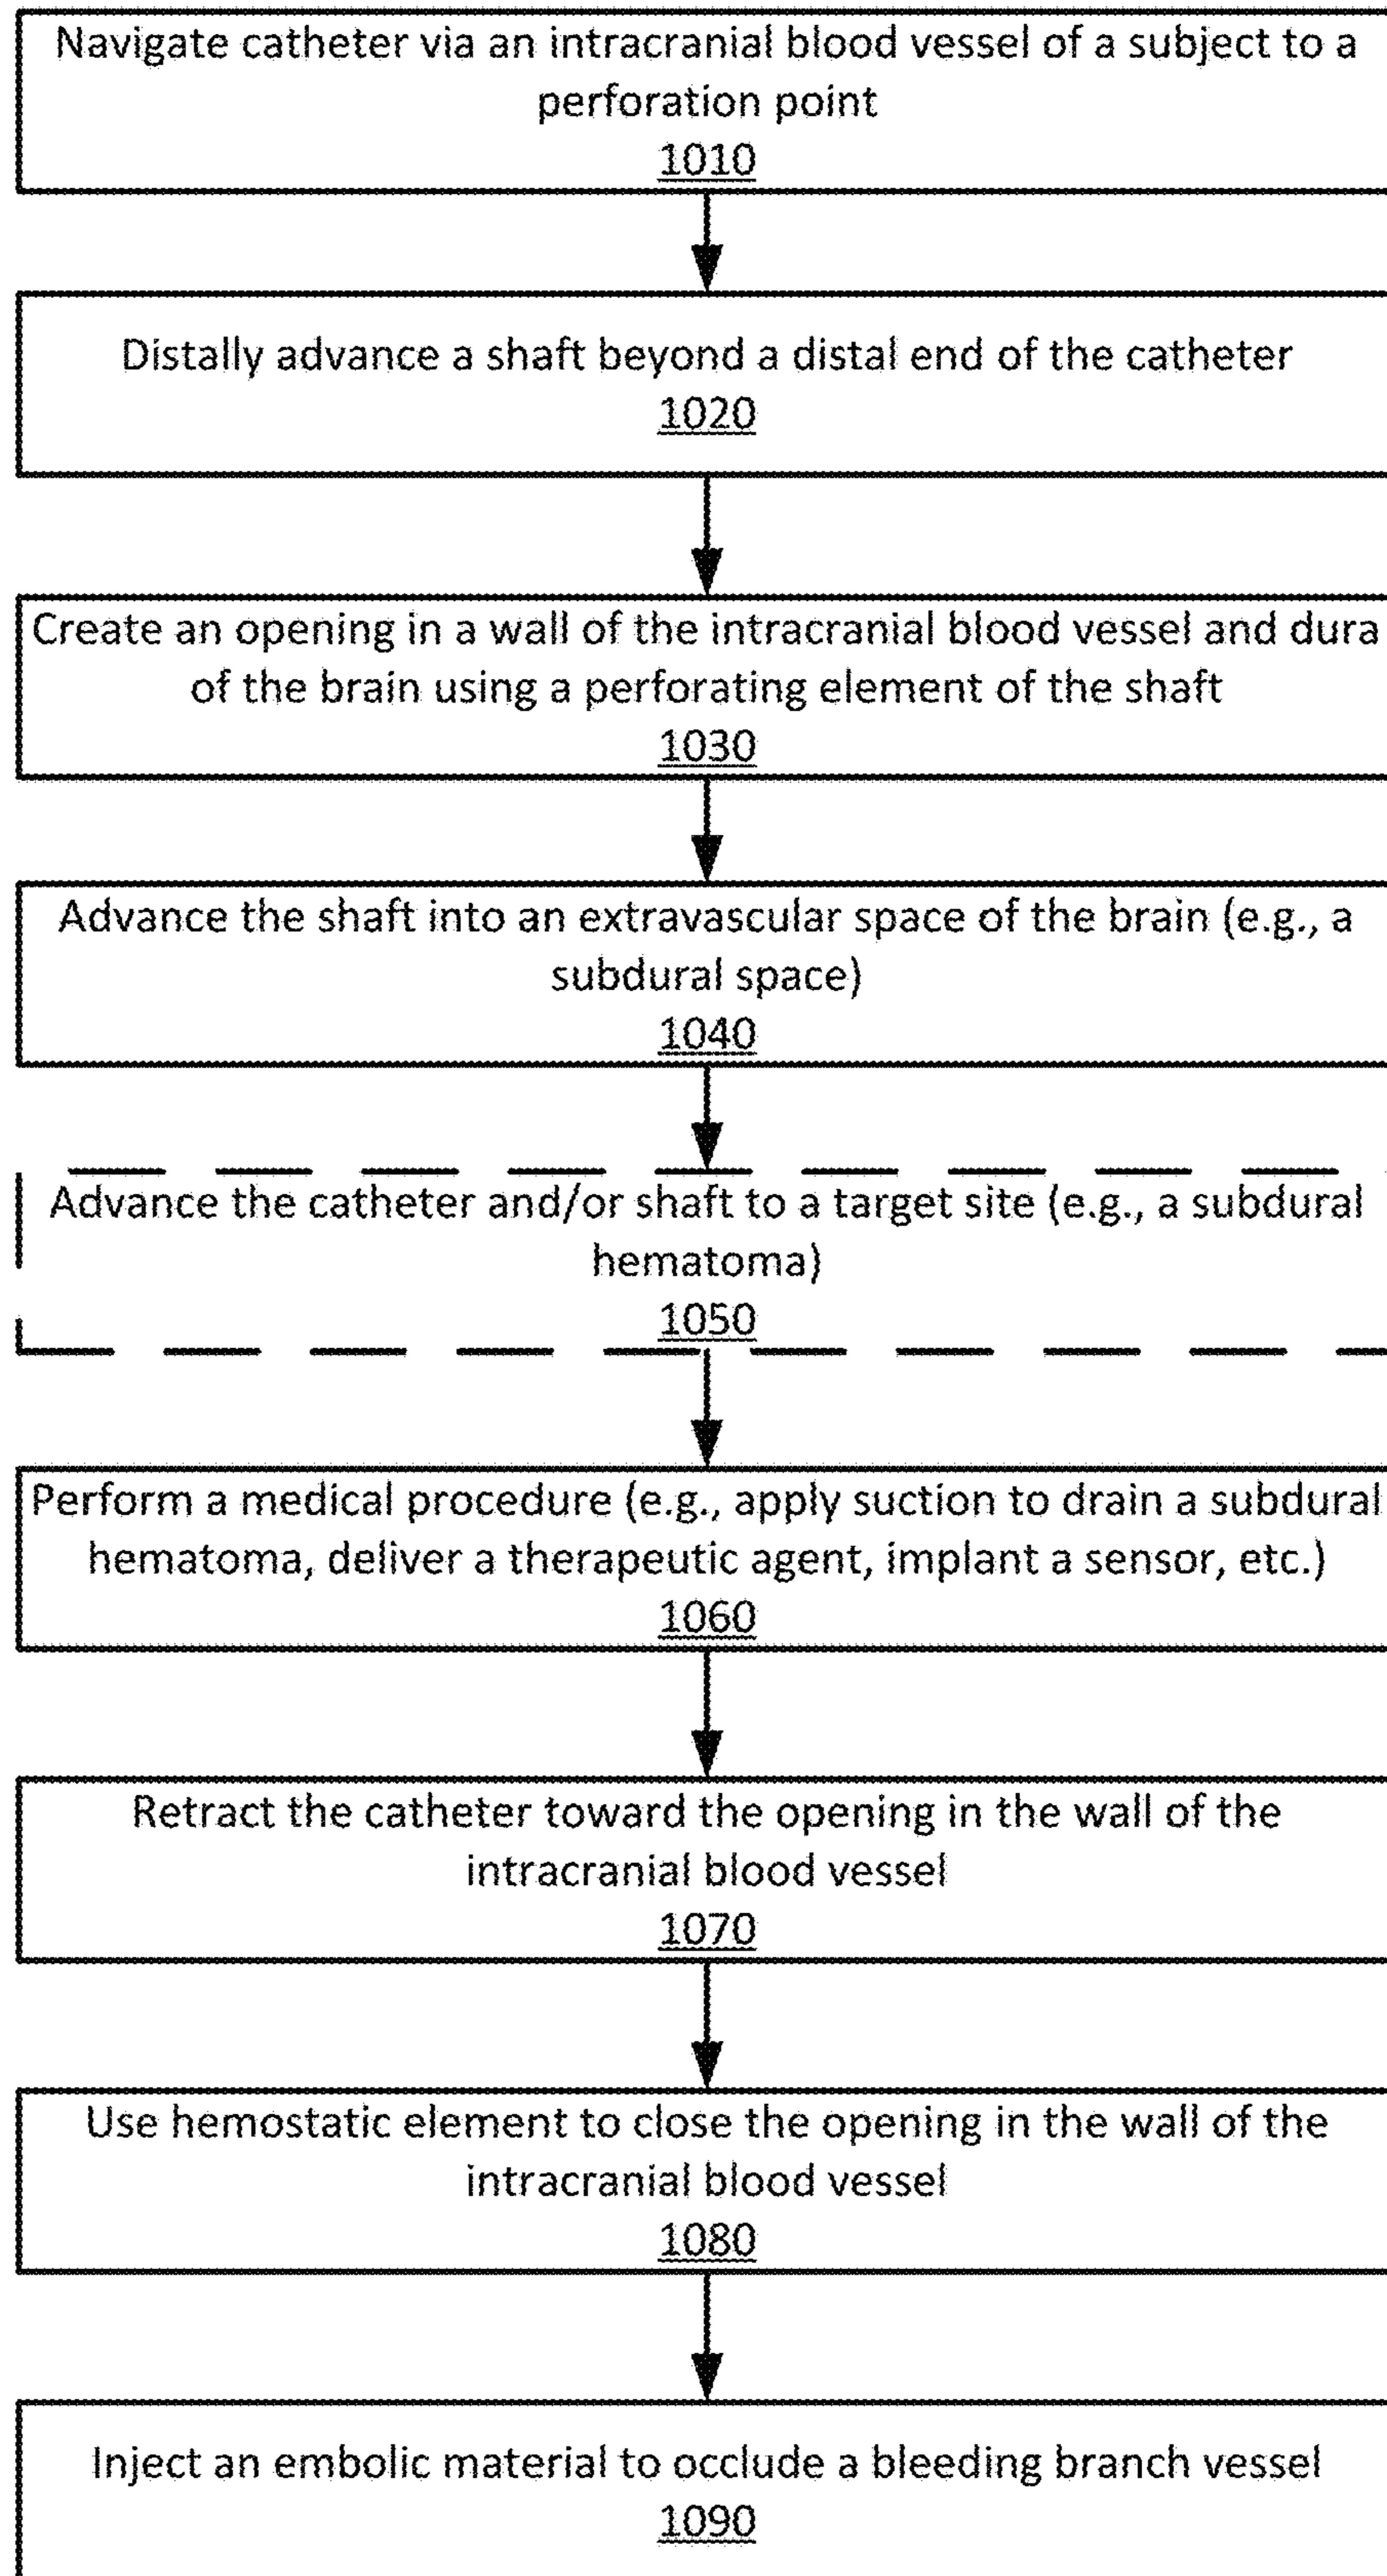 Navigate catheter via an intracranial blood vessel of a subject to a
perforation point
1010
Distally advance a shaft beyond a distal end of the catheter
1020
Create an opening in a wall of the intracranial blood vessel and dura
of the brain using a perforating element of the shaft
1030
Advance the shaft into an extravascular space of the brain (e.g., a
subdural space)
1040
Advance the catheter and/or shaft to a target site (e.g., a subdural
hematoma)
1050
Perform a medical procedure (e.g., apply suction to drain a subdural
hematoma, deliver a therapeutic agent, implant a sensor, etc.)
1060
Retract the catheter toward the opening in the wall of the
intracranial blood vessel
1070
Use hemostatic element to close the opening in the wall of the
intracranial blood vessel
1080
Inject an embolic material to occlude a bleeding branch vessel
1090